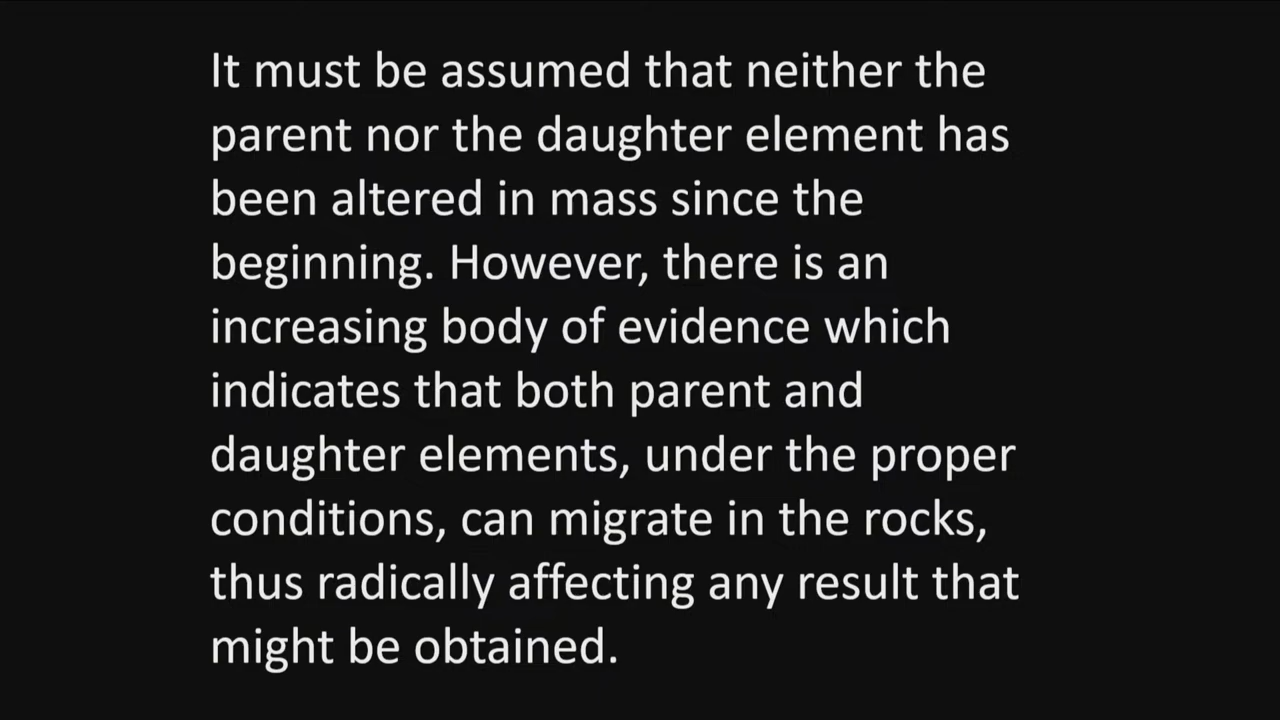 It must be assumed that neither the
parent nor the daughter element has
been altered in mass since the
beginning. However, there is an
increasing body of evidence which
indicates that both parent and
daughter elements, under the proper
conditions, can migrate in the rocks,
thus radically affecting any result that
might be obtained.